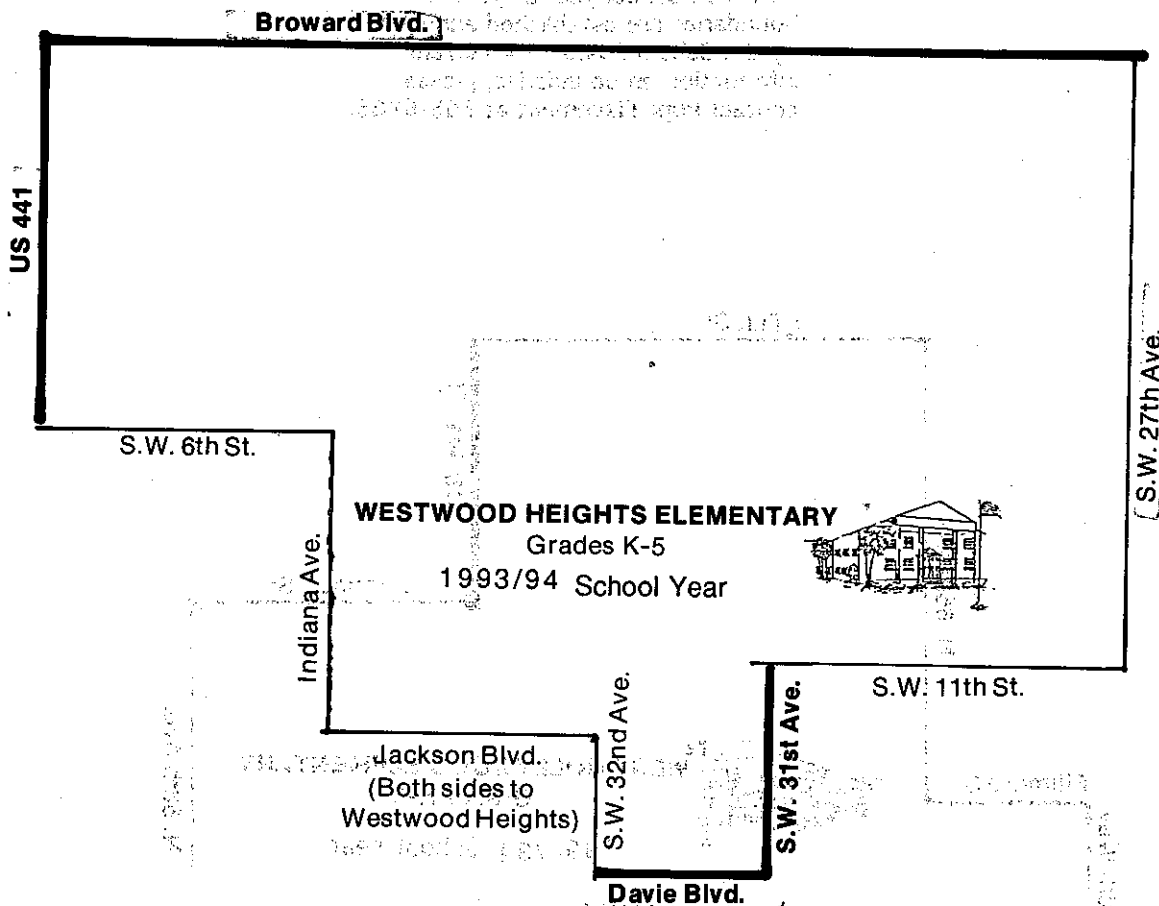 Broward Blvd.
US 441
S.W. 27th Ave.
S.W. 6th St.
WESTWOOD HEIGHTS ELEMENTARY
Grades K-5
1993/94 School Year
Indiana Ave.
S.W. 11th St.
S.W. 32nd Ave.
S.W. 31st Ave.
Jackson Blvd.
(Both sides to
Westwood Heights)
Davie Blvd.